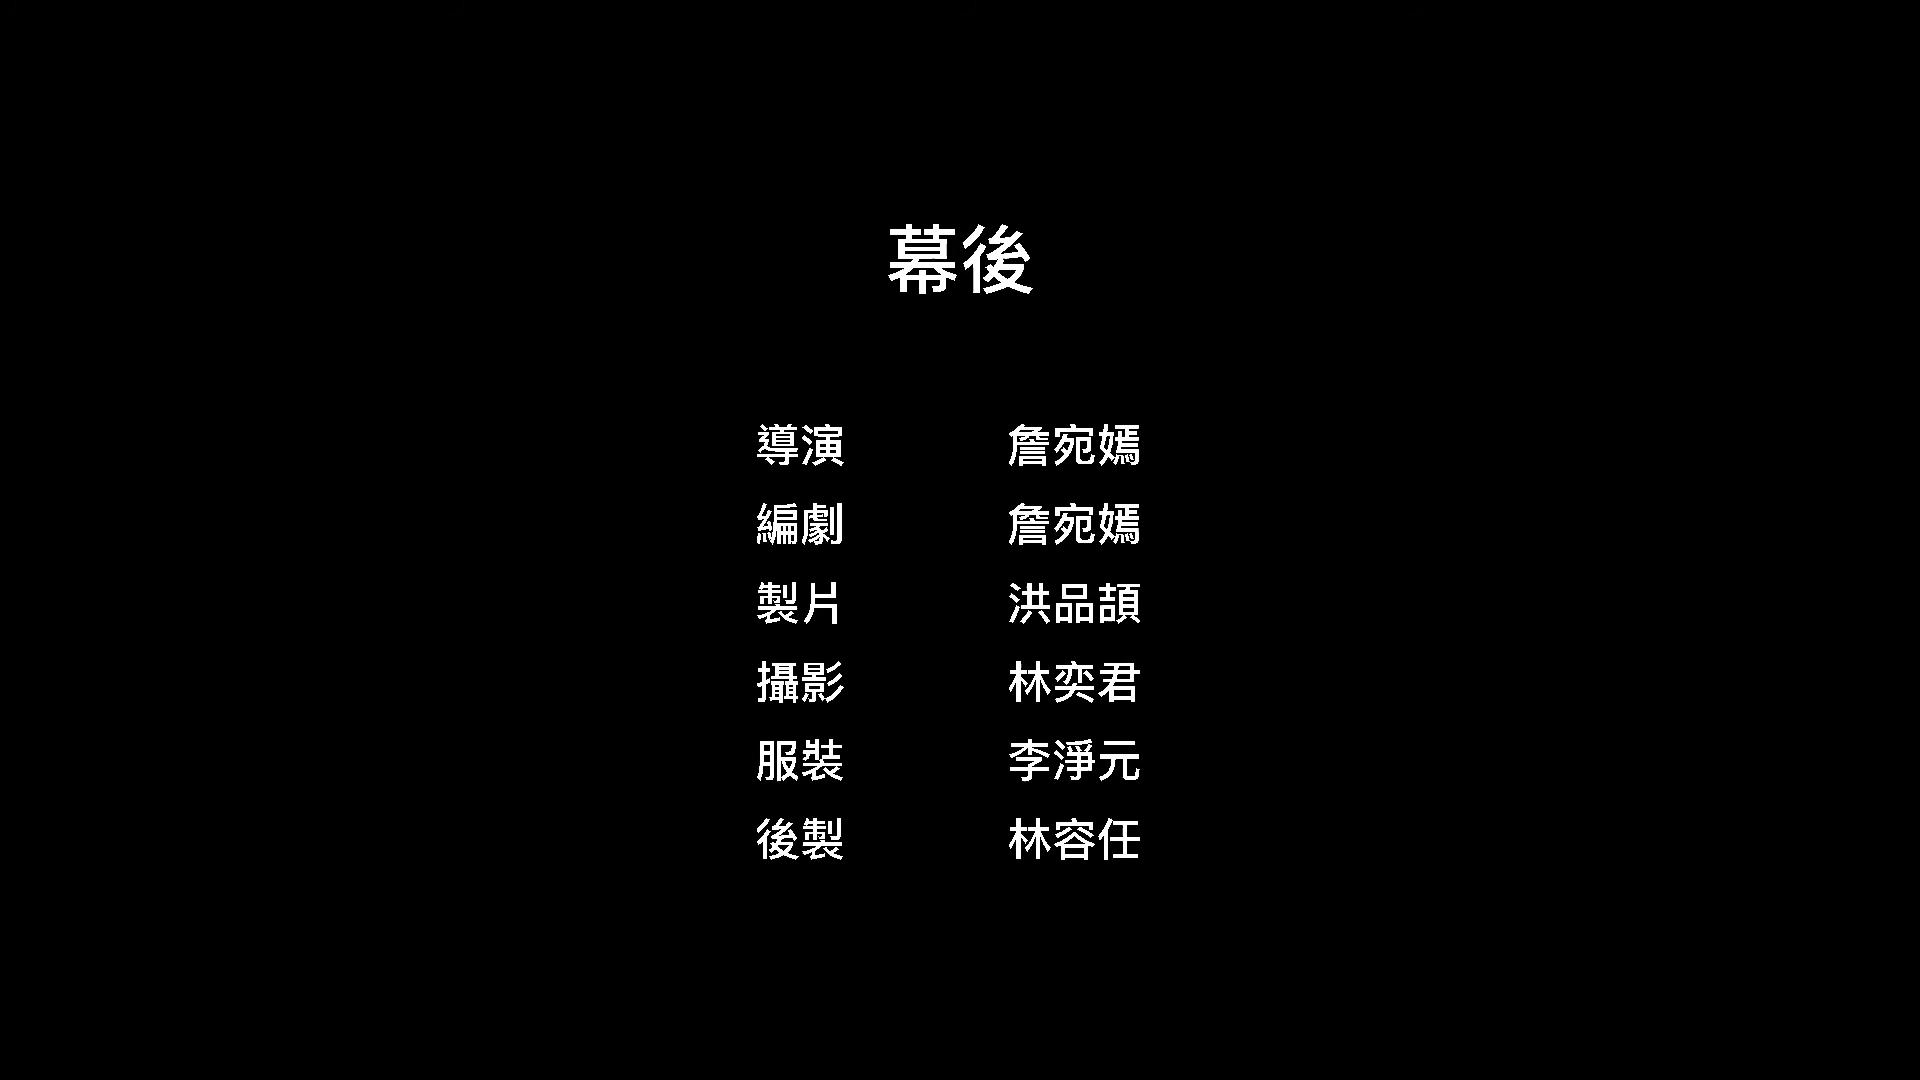 幕後
導演 詹宛嫣
編劇 詹宛嫣
製片 洪品頡
攝影 林奕君
服裝 李淨元
後製 林容任